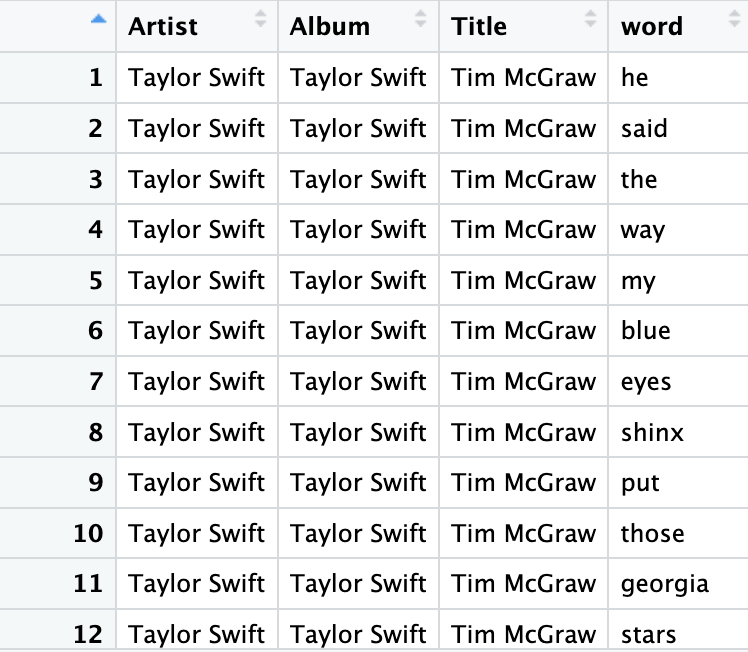 Artist Album Title word
1 Taylor Swift Taylor Swift Tim McGraw he
2 Taylor Swift Taylor Swift Tim McGraw said
3 Taylor Swift Taylor Swift Tim McGraw the
4 Taylor Swift Taylor Swift Tim McGraw way
5 Taylor Swift Taylor Swift Tim McGraw my
6 Taylor Swift Taylor Swift Tim McGraw blue
7 Taylor Swift Taylor Swift Tim McGraw eyes
8 Taylor Swift Taylor Swift Tim McGraw shinx
9 Taylor Swift Taylor Swift Tim McGraw put
10 Taylor Swift Taylor Swift Tim McGraw those
11 Taylor Swift Taylor Swift Tim McGraw georgia
12 Taylor Swift Taylor Swift Tim McGraw stars